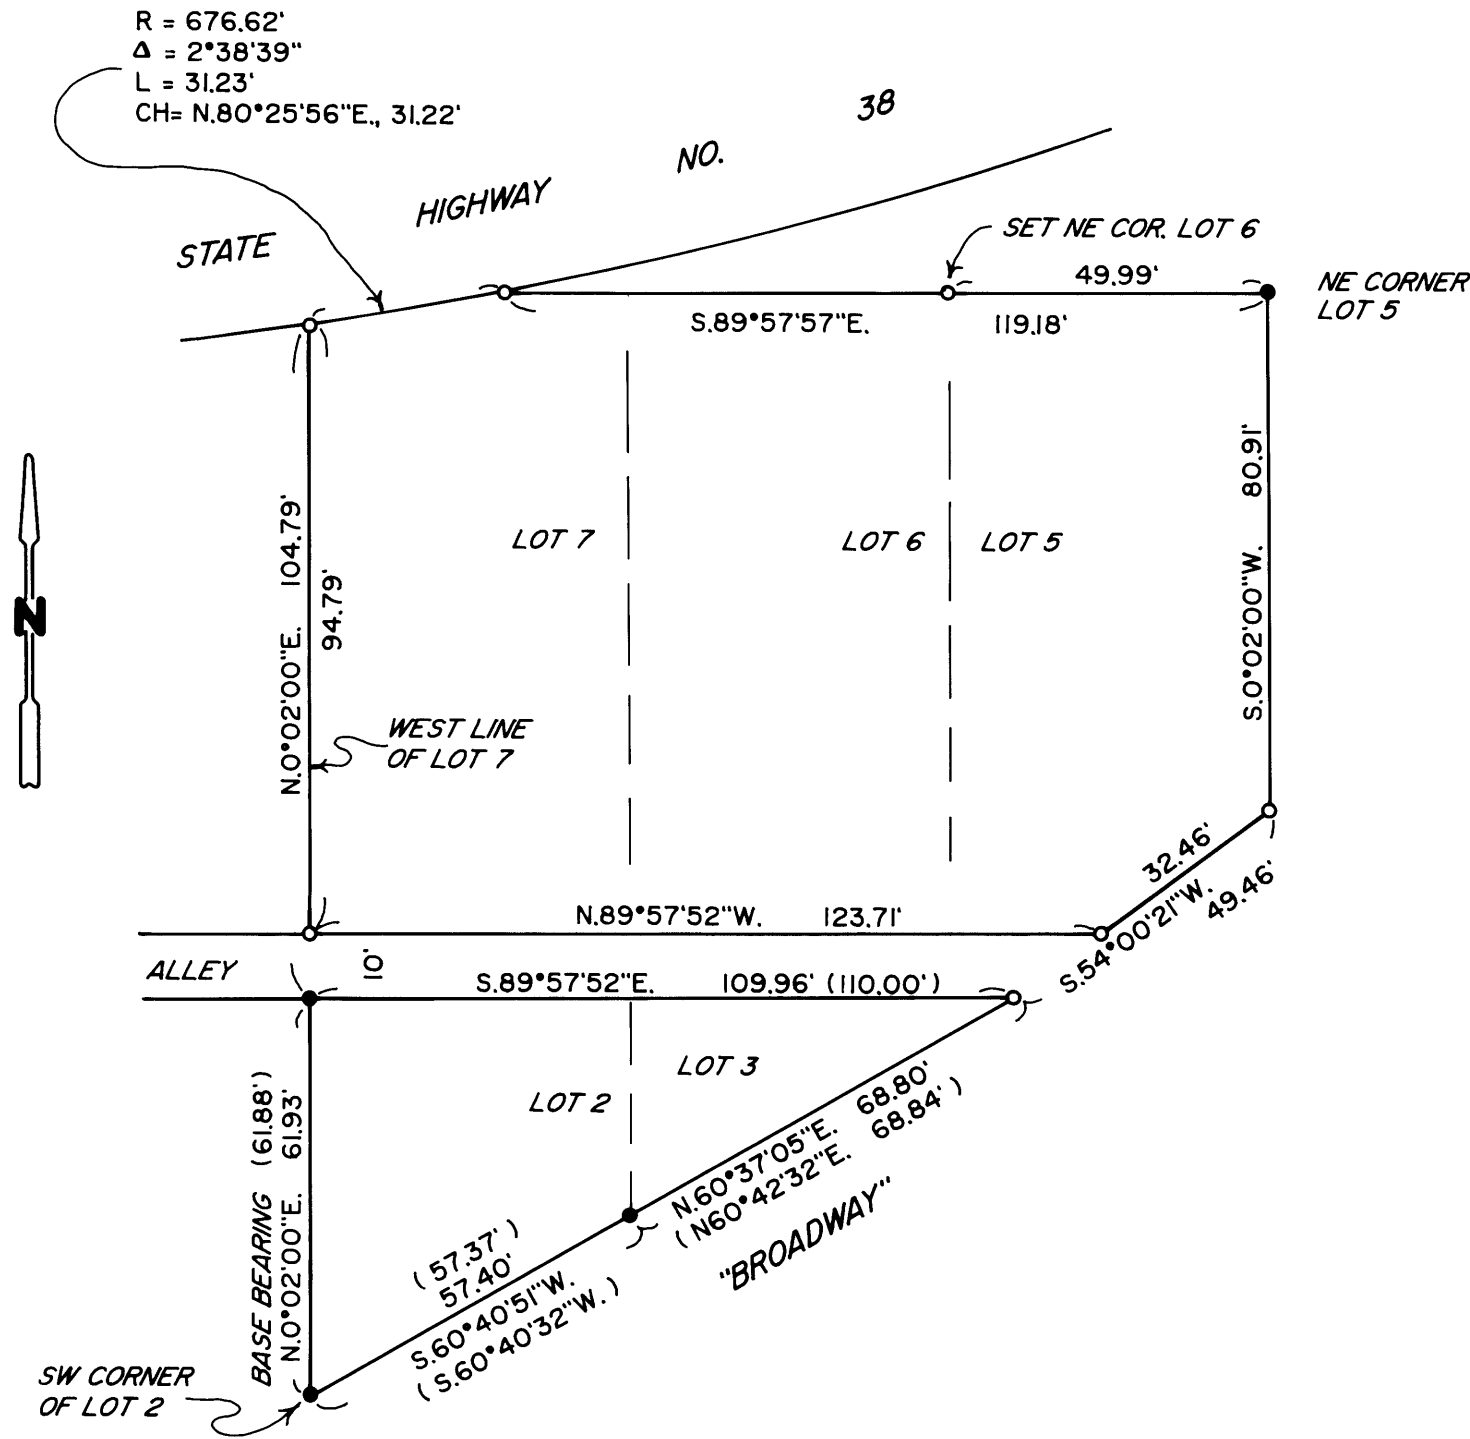 R = 676.62'
Δ = 2°38'39"
L = 31.23'
CH= N.80°25'56"E., 31.22'
STATE HIGHWAY NO. 38
SET NE COR. LOT 6
49.99'
NE CORNER
LOT 5
S.89°57'57"E. 119.18'
N.0°02'00"E. 104.79'
94.79'
LOT 7
LOT 6
LOT 5
S.0°02'00"W. 80.91'
N
WEST LINE
OF LOT 7
32.46'
S.54°00'21"W. 49.46'
N.89°57'52"W. 123.71'
ALLEY
10'
S.89°57'52"E. 109.96' (110.00')
LOT 3
LOT 2
BASE BEARING (61.88')
N.0°02'00"E. 61.93'
N.60°37'05"E. 68.80'
(N60°42'32"E. 68.84')
"BROADWAY"
(57.37')
57.40'
S.60°40'51"W.
(S.60°40'32"W.)
SW CORNER
OF LOT 2